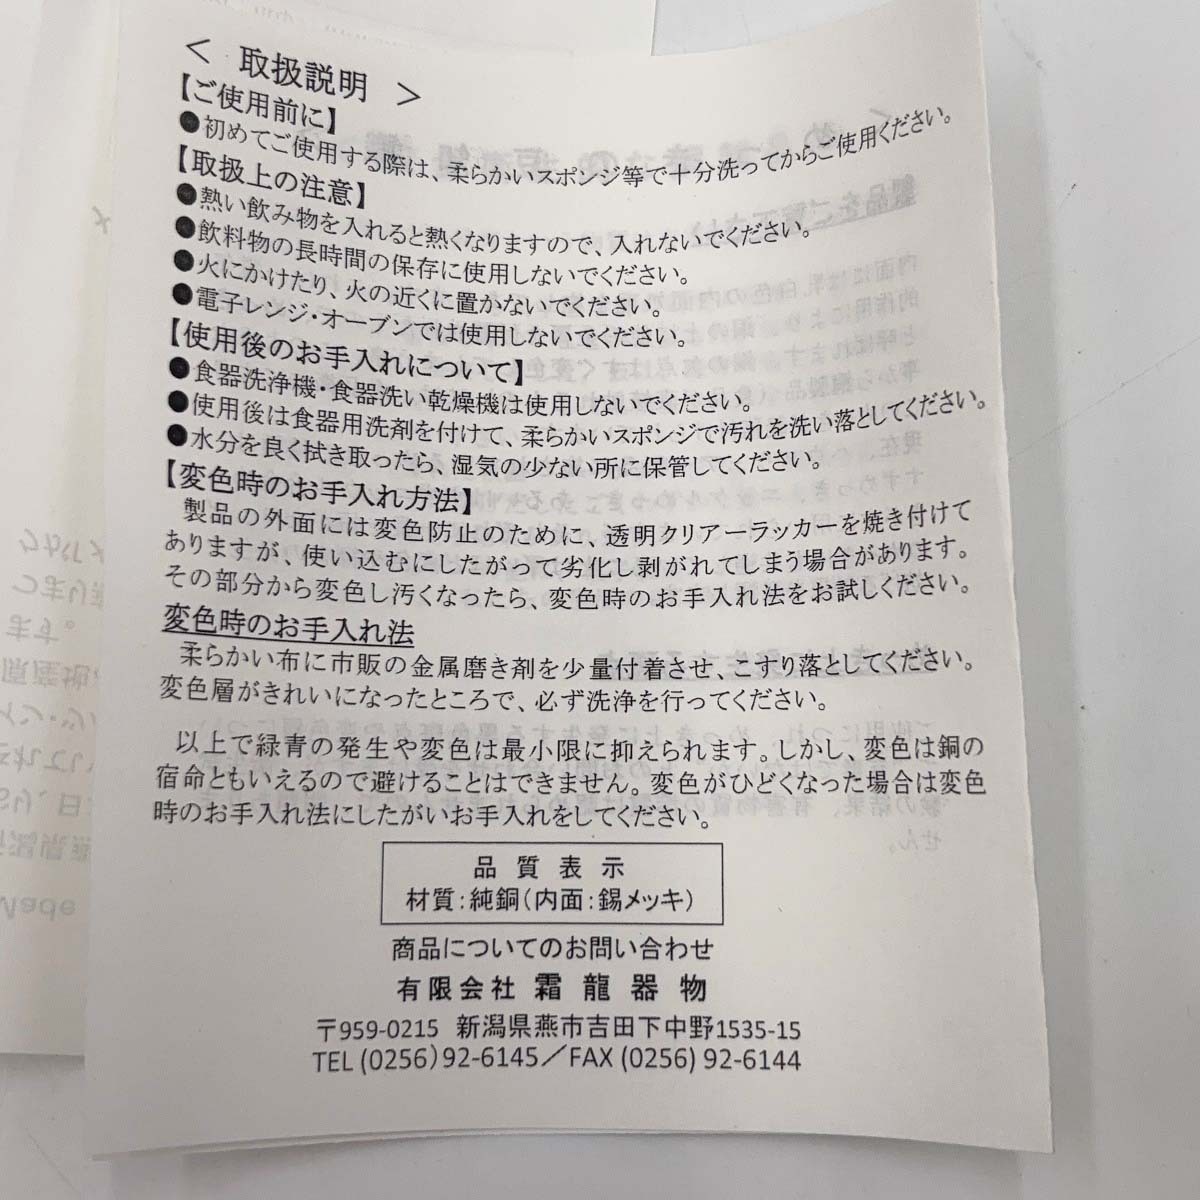 ＜ 取扱説明 ＞
【ご使用前に】
●初めてご使用する際は、柔らかいスポンジ等で十分洗ってからご使用ください。
【取扱上の注意】
●熱い飲み物を入れると熱くなりますので、入れないでください。
●飲料物の長時間の保存に使用しないでください。
●火にかけたり、火の近くに置かないでください。
●電子レンジ・オーブンでは使用しないでください。
【使用後のお手入れについて】
●食器洗浄機・食器洗い乾燥機は使用しないでください。
●使用後は食器用洗剤を付けて、柔らかいスポンジで汚れを洗い落としてください。
●水分を良く拭き取ったら、湿気の少ない所に保管してください。
【変色時のお手入れ方法】
製品の外面には変色防止のために、透明クリアーラッカーを焼き付けて
ありますが、使い込むにしたがって劣化し剥がれてしまう場合があります。
その部分から変色し汚くなったら、変色時のお手入れ法をお試しください。
変色時のお手入れ法
柔らかい布に市販の金属磨き剤を少量付着させ、こすり落としてください。
変色層がきれいになったところで、必ず洗浄を行ってください。
以上で緑青の発生や変色は最小限に抑えられます。しかし、変色は銅の
宿命ともいえるので避けることはできません。変色がひどくなった場合は変色
時のお手入れ法にしたがいお手入れをしてください。
品質表示
材質：純銅（内面：錫メッキ）
商品についてのお問い合わせ
有限会社 霜龍器物
〒959-0215 新潟県燕市吉田下中野1535-15
TEL (0256)92-6145／FAX (0256) 92-6144